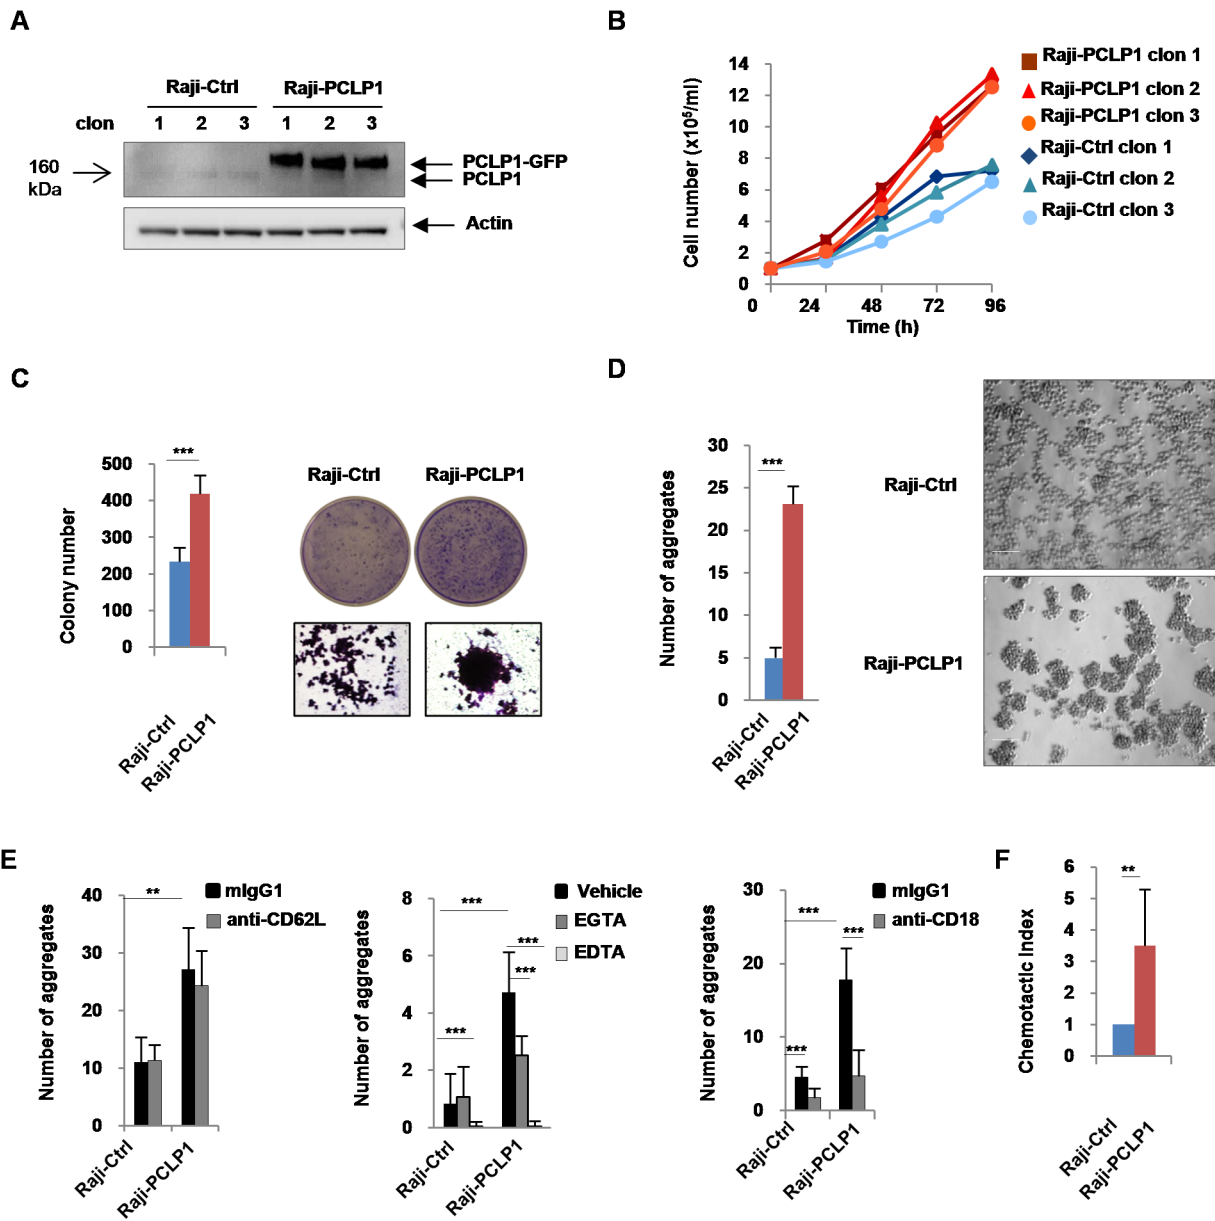 A
Raji-Ctrl Raji-PCLP1
clon 1 2 3 1 2 3
160
kDa
PCLP1-GFP
PCLP1
Actin
B
Cell number (x10⁵/ml)
14
12
10
8
6
4
2
0
0 24 48 72 96
Time (h)
Raji-PCLP1 clon 1
Raji-PCLP1 clon 2
Raji-PCLP1 clon 3
Raji-Ctrl clon 1
Raji-Ctrl clon 2
Raji-Ctrl clon 3
C
Colony number
500
400
300
200
100
0
***
Raji-Ctrl
Raji-PCLP1
Raji-Ctrl Raji-PCLP1
D
Number of aggregates
30
25
20
15
10
5
0
***
Raji-Ctrl
Raji-PCLP1
Raji-Ctrl
Raji-PCLP1
E
Number of aggregates
40
30
20
10
0
**
mIgG1
anti-CD62L
Raji-Ctrl
Raji-PCLP1
Number of aggregates
8
6
4
2
0
***
***
***
***
Vehicle
EGTA
EDTA
Raji-Ctrl
Raji-PCLP1
Number of aggregates
30
20
10
0
***
***
***
mIgG1
anti-CD18
Raji-Ctrl
Raji-PCLP1
F
Chemotactic Index
6
5
4
3
2
1
0
**
Raji-Ctrl
Raji-PCLP1